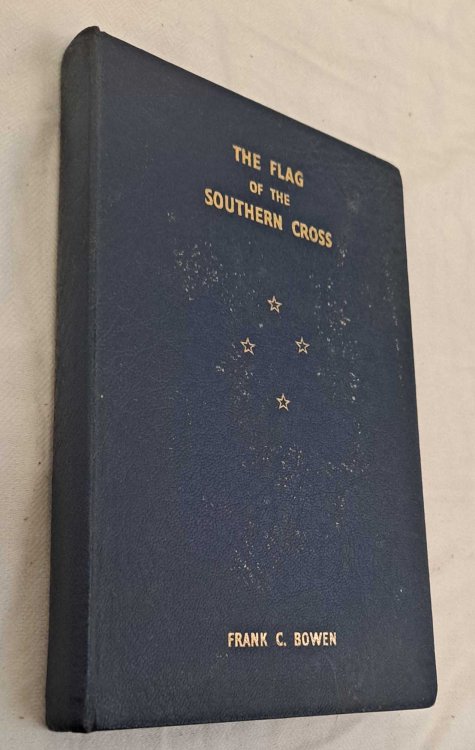 THE FLAG
OF THE
SOUTHERN CROSS
FRANK C. BOWEN